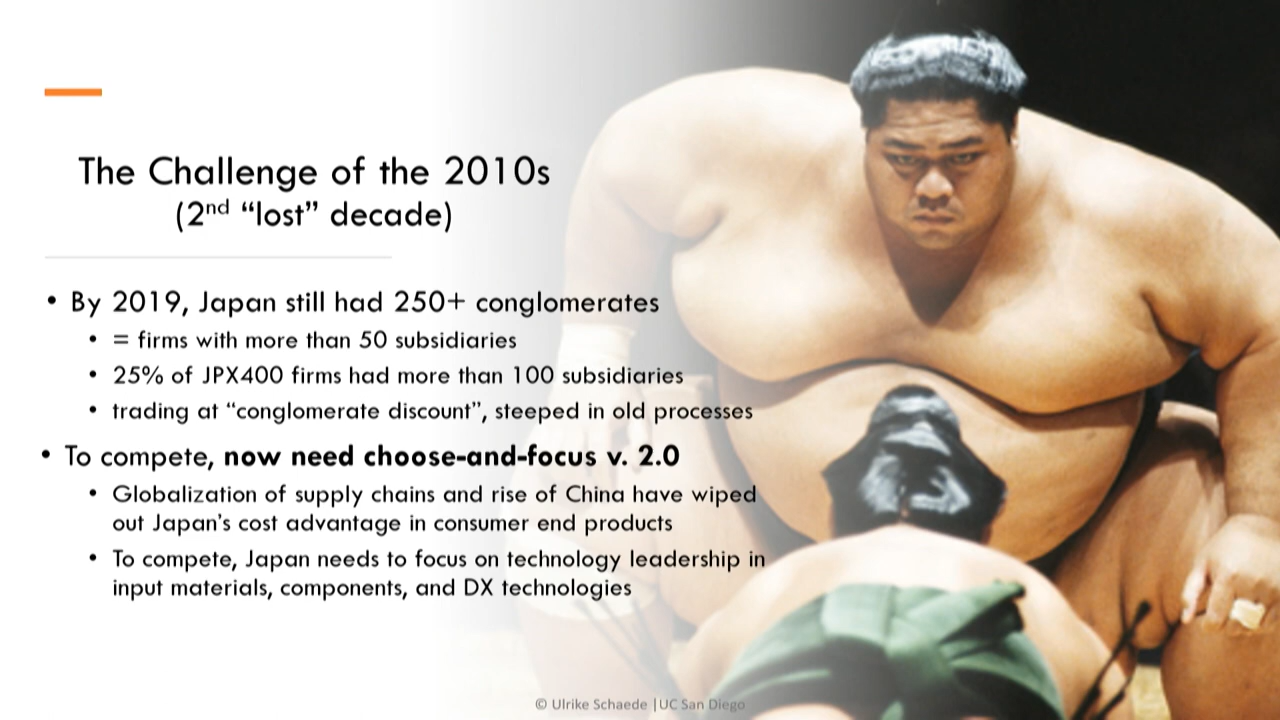 The Challenge of the 2010s
(2nd “lost” decade)
• By 2019, Japan still had 250+ conglomerates
• = firms with more than 50 subsidiaries
• 25% of JPX400 firms had more than 100 subsidiaries
• trading at “conglomerate discount”, steeped in old processes
• To compete, now need choose-and-focus v. 2.0
• Globalization of supply chains and rise of China have wiped
out Japan’s cost advantage in consumer end products
• To compete, Japan needs to focus on technology leadership in
input materials, components, and DX technologies
© Ulrike Schaede |UC San Diego